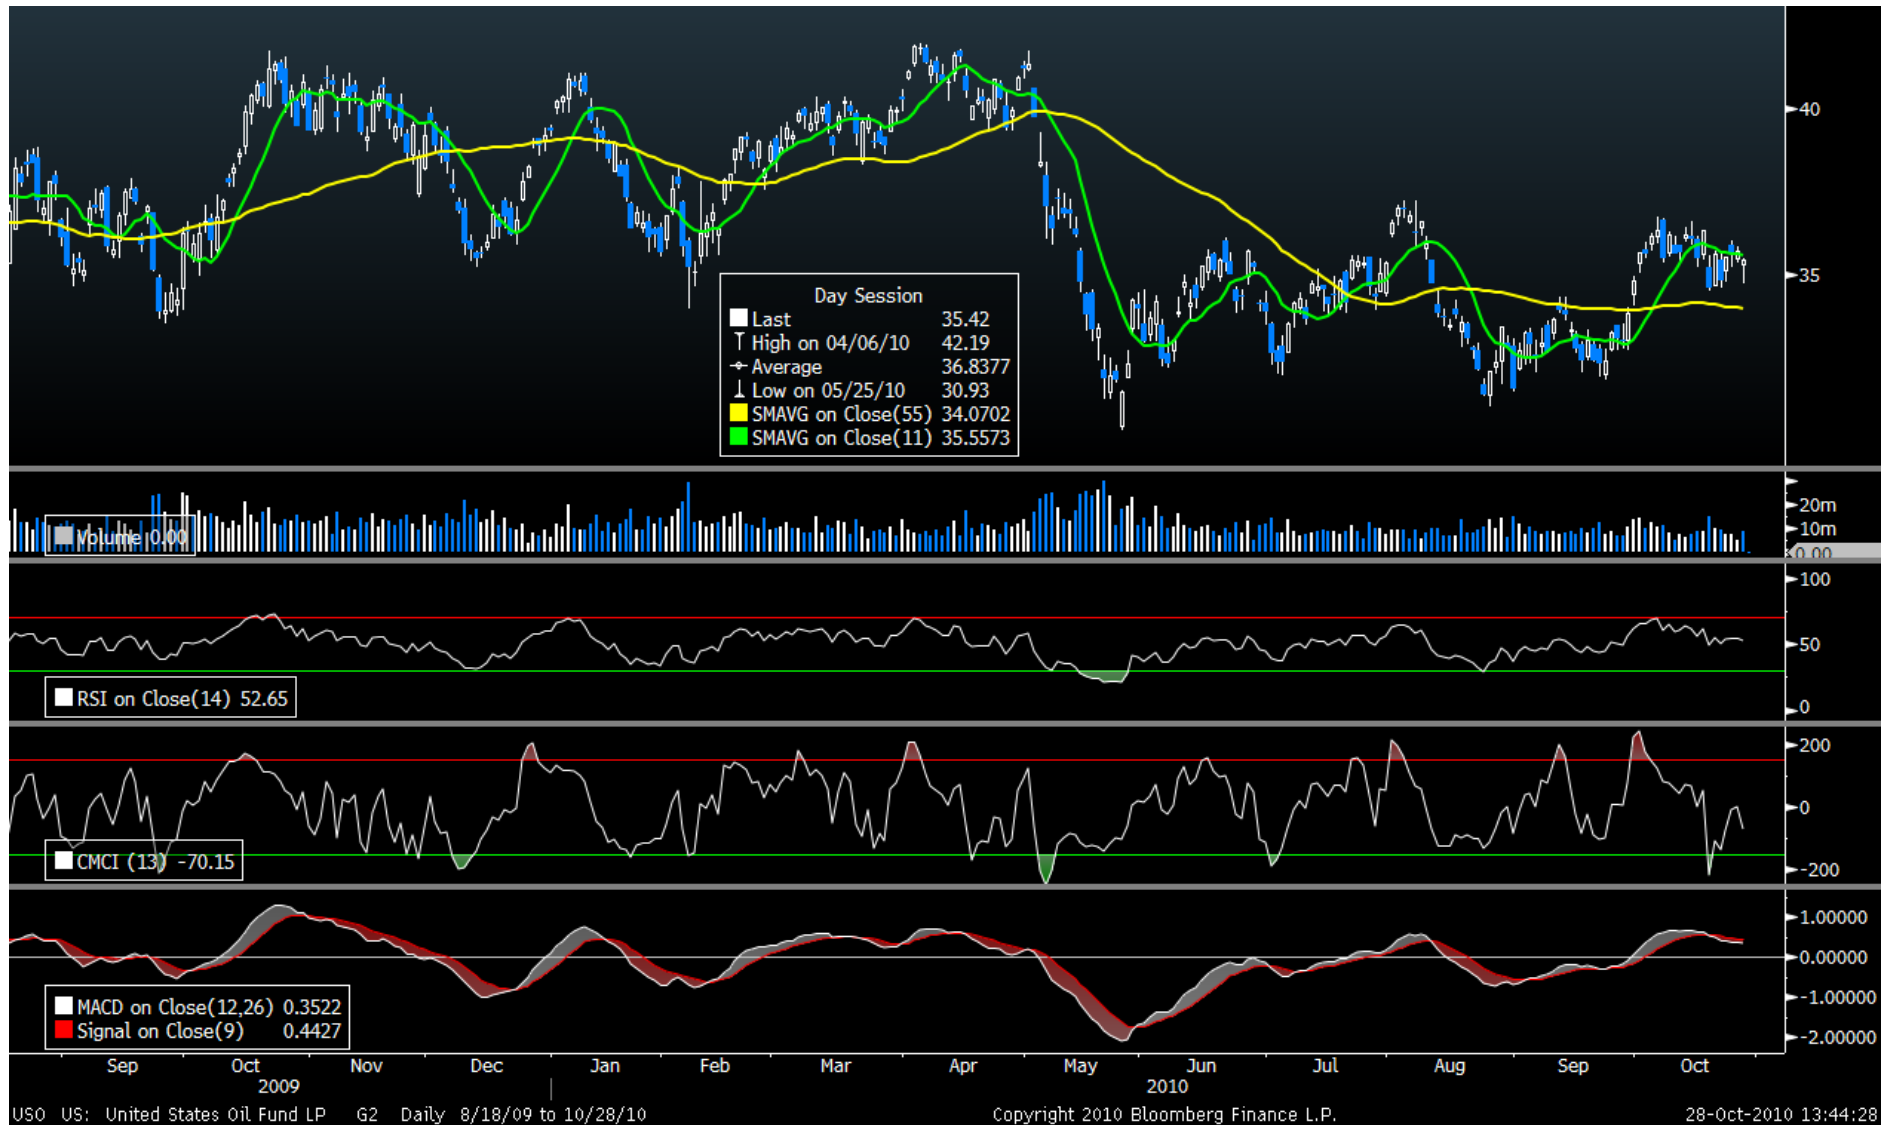 40
35
Day Session
Last 35.42
High on 04/06/10 42.19
Average 36.8377
Low on 05/25/10 30.93
SMAVG on Close(55) 34.0702
SMAVG on Close(11) 35.5573
20m
10m
0.00
Volume 0.00
100
50
0
RSI on Close(14) 52.65
200
0
-200
CMCI (13) -70.15
1.00000
0.00000
-1.00000
-2.00000
MACD on Close(12,26) 0.3522
Signal on Close(9) 0.4427
Sep Oct Nov Dec Jan Feb Mar Apr May Jun Jul Aug Sep Oct
2009 2010
USO US: United States Oil Fund LP G2 Daily 8/18/09 to 10/28/10 Copyright 2010 Bloomberg Finance L.P. 28-Oct-2010 13:44:28